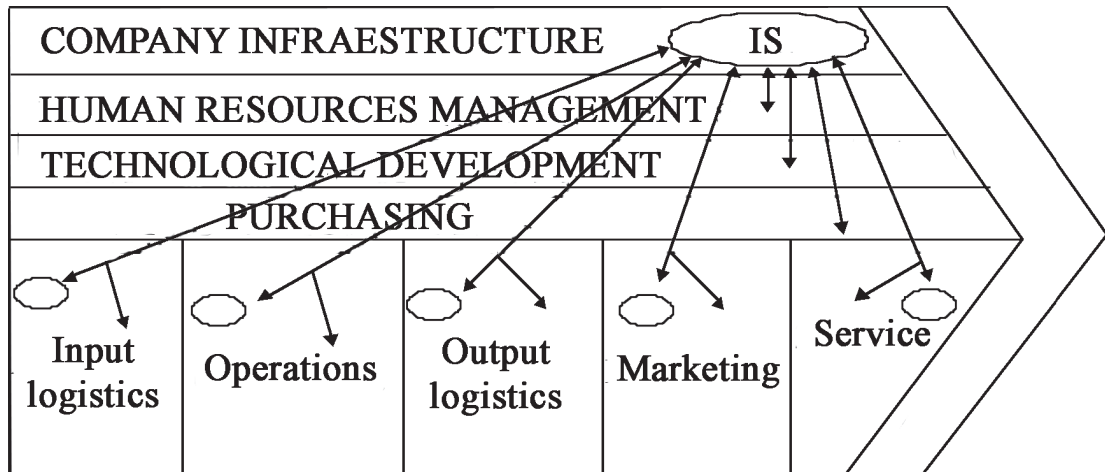 COMPANY INFRAESTRUCTURE
IS
HUMAN RESOURCES MANAGEMENT
TECHNOLOGICAL DEVELOPMENT
PURCHASING
Input
logistics
Operations
Output
logistics
Marketing
Service